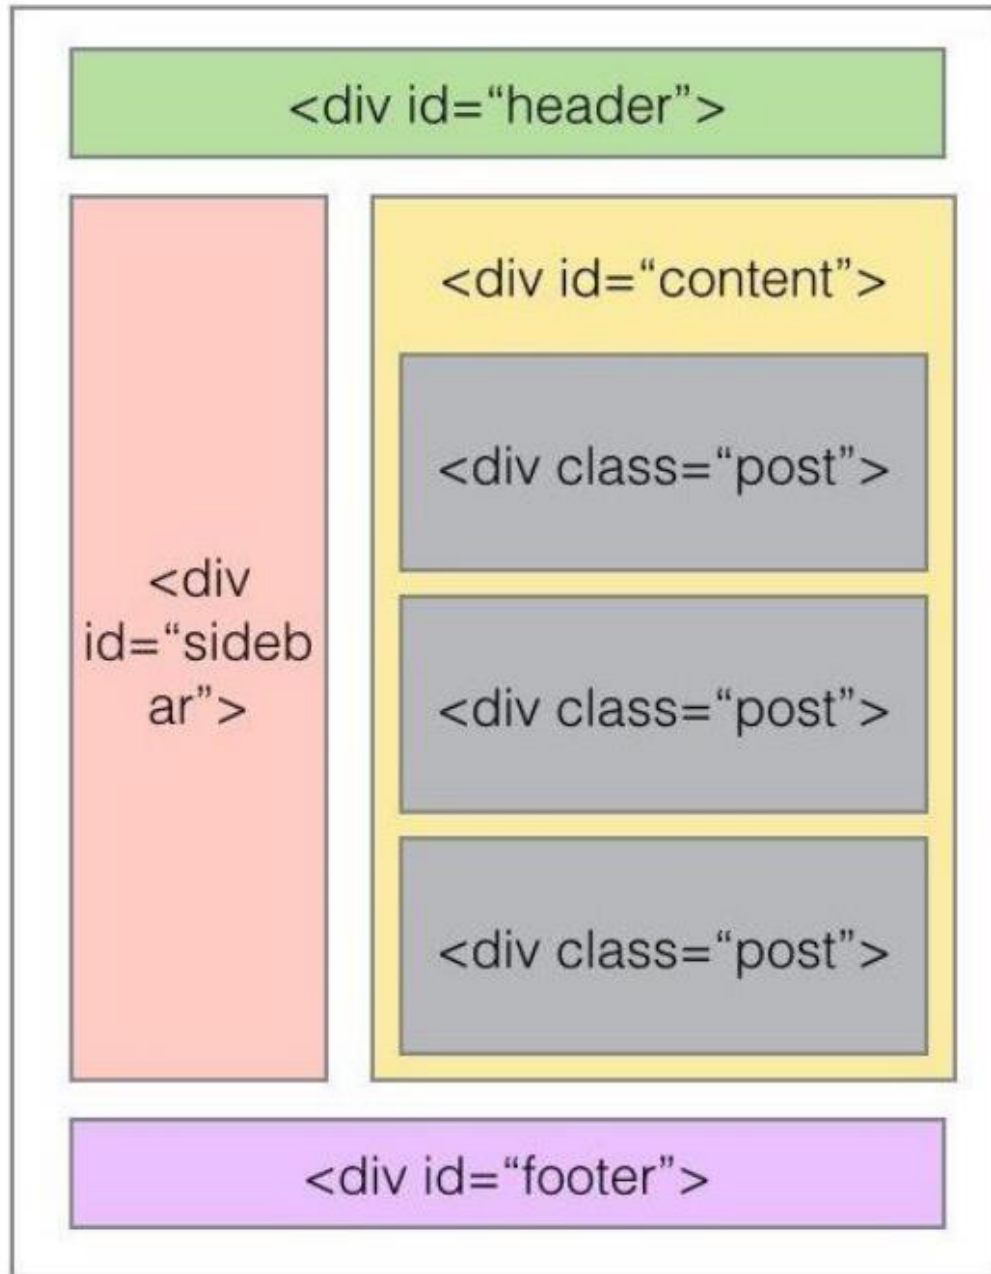 <div id=“header”>
<div
id=“sideb
ar”>
<div id=“content”>
<div class=“post”>
<div class=“post”>
<div class=“post”>
<div id=“footer”>